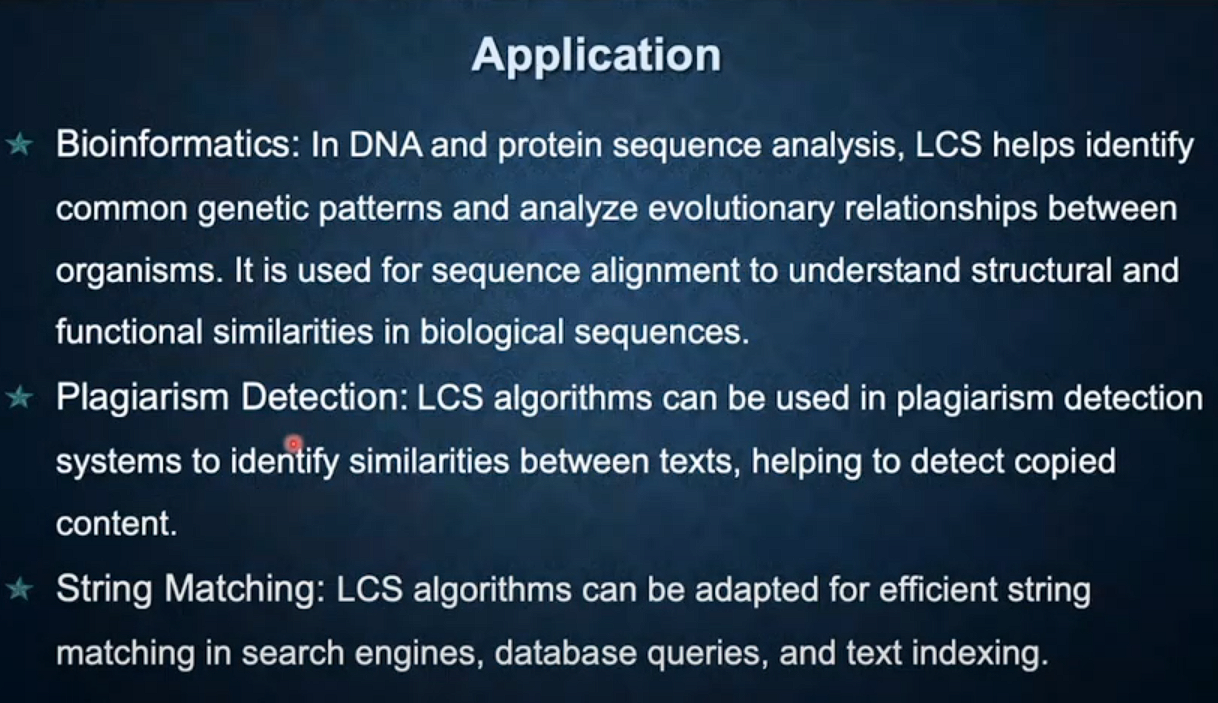 Application
Bioinformatics: In DNA and protein sequence analysis, LCS helps identify
common genetic patterns and analyze evolutionary relationships between
organisms. It is used for sequence alignment to understand structural and
functional similarities in biological sequences.
Plagiarism Detection: LCS algorithms can be used in plagiarism detection
systems to identify similarities between texts, helping to detect copied
content.
String Matching: LCS algorithms can be adapted for efficient string
matching in search engines, database queries, and text indexing.